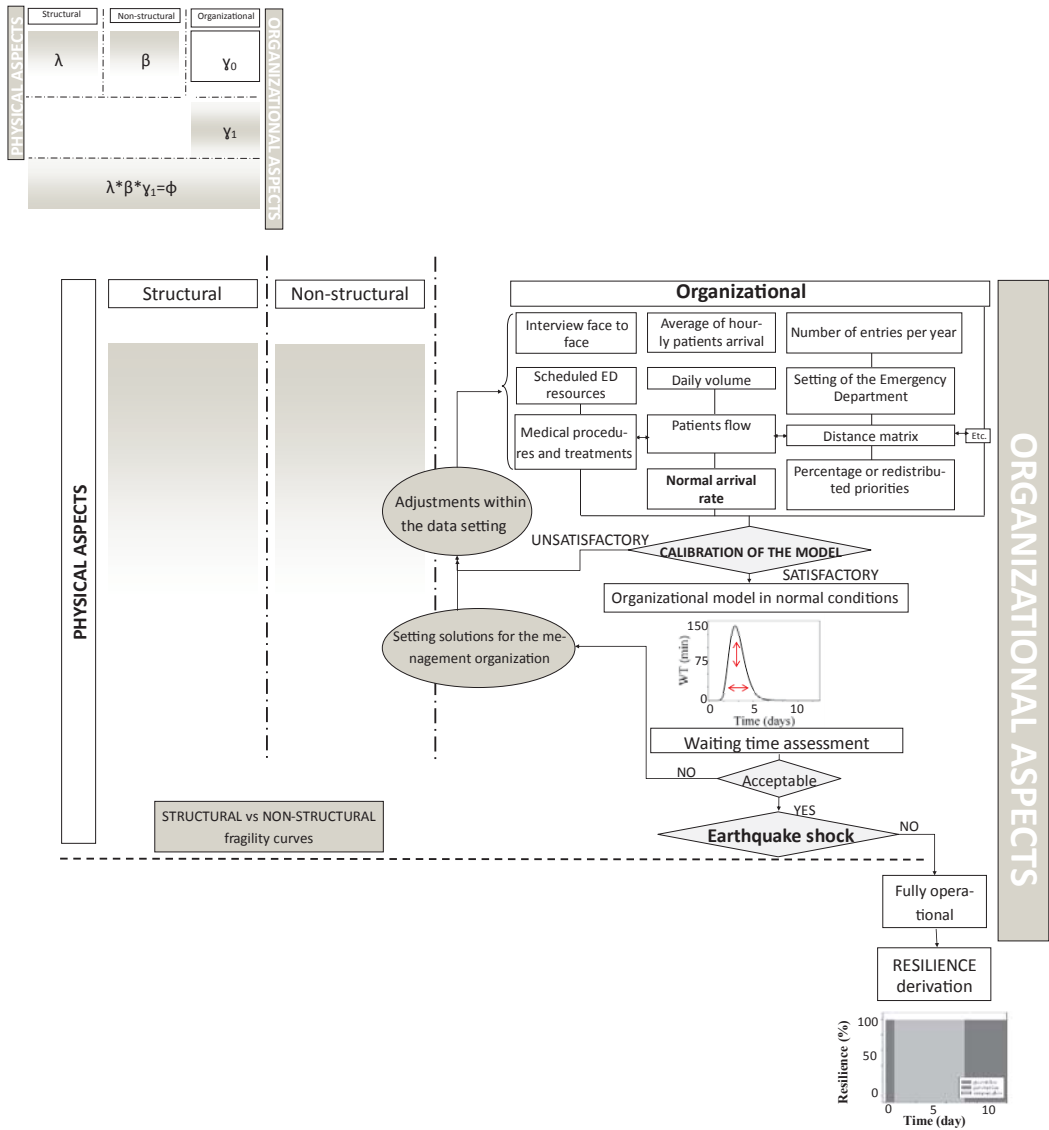 Structural
Non-structural
Organizational
PHYSICAL ASPECTS
ORGANIZATIONAL ASPECTS
λ
β
ɣ0
ɣ1
λ*β*ɣ1=ϕ
PHYSICAL ASPECTS
Structural
Non-structural
Organizational
ORGANIZATIONAL ASPECTS
Interview face to
face
Average of hour-
ly patients arrival
Number of entries per year
Scheduled ED
resources
Daily volume
Setting of the Emergency
Department
Medical procedu-
res and treatments
Patients flow
Distance matrix
Etc.
Normal arrival
rate
Percentage or redistribu-
ted priorities
Adjustments within
the data setting
UNSATISFACTORY
CALIBRATION OF THE MODEL
SATISFACTORY
Organizational model in normal conditions
Setting solutions for the me-
nagement organization
WT (min)
150
75
0
0
5
10
Time (days)
Waiting time assessment
NO
Acceptable
YES
STRUCTURAL vs NON-STRUCTURAL
fragility curves
Earthquake shock
NO
Fully opera-
tional
RESILIENCE
derivation
Resilience (%)
100
50
0
0
5
10
Time (day)